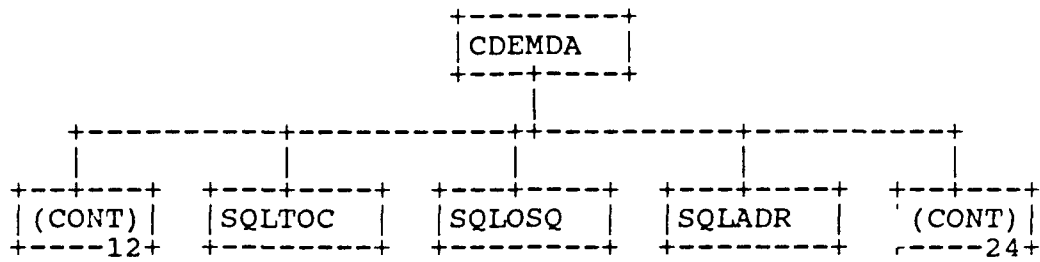 CDEMDA
(CONT) SQLTOC SQLOSQ SQLADR (CONT)
12 24